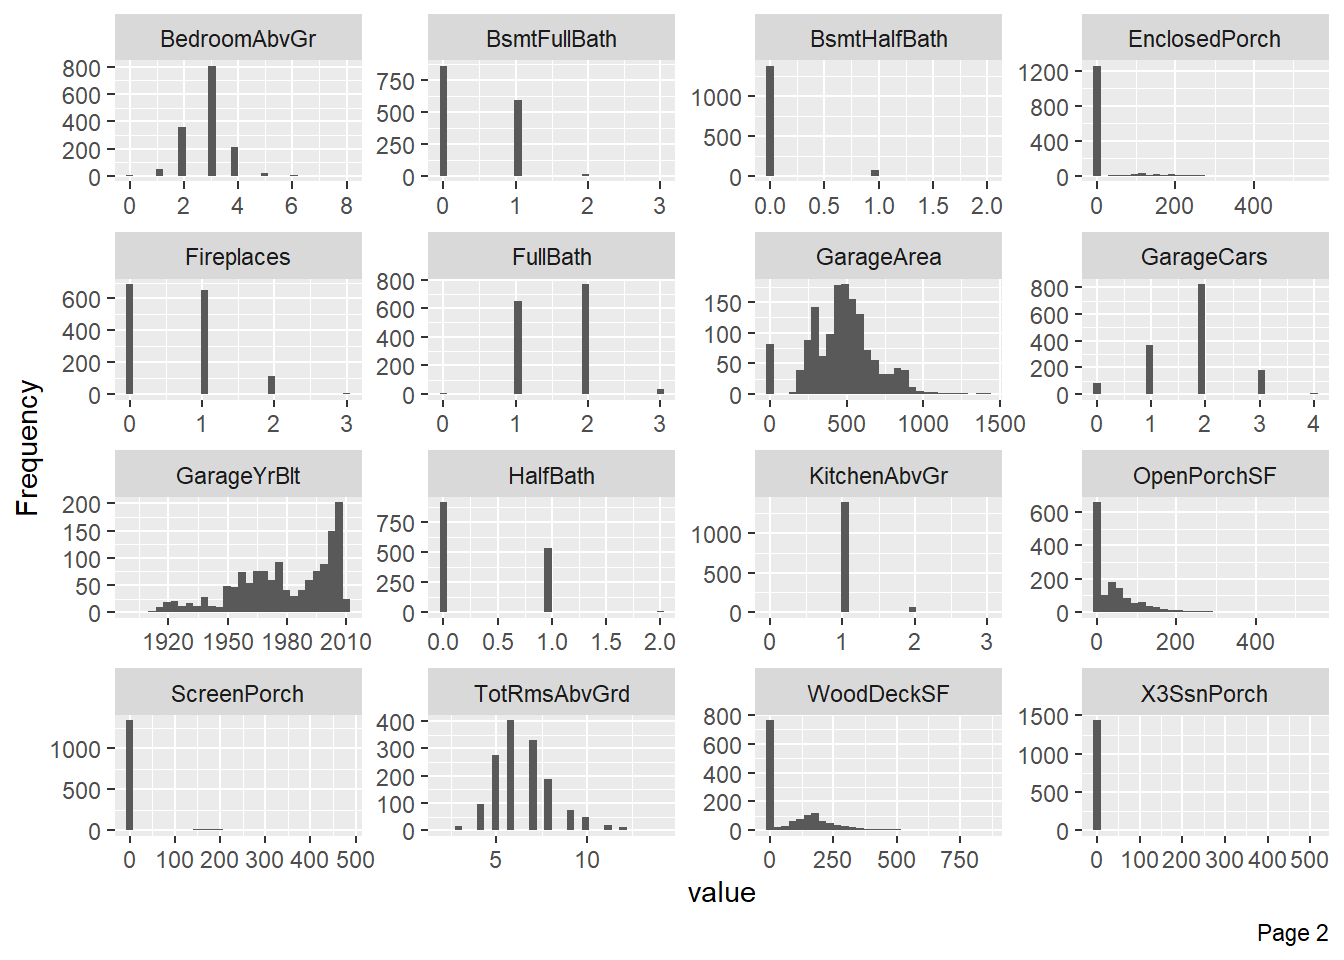 BedroomAbvGr BsmtFullBath BsmtHalfBath EnclosedPorch
800 600 400 200 0
750 500 250 0
1000 500 0
1200 800 400 0
0 2 4 6 8
0 1 2 3
0.0 0.5 1.0 1.5 2.0
0 200 400
Fireplaces FullBath GarageArea GarageCars
600 400 200 0
800 600 400 200 0
150 100 50 0
800 600 400 200 0
0 1 2 3
0 1 2 3
0 500 1000 1500
0 1 2 3 4
Frequency
GarageYrBlt HalfBath KitchenAbvGr OpenPorchSF
200 150 100 50 0
750 500 250 0
1000 500 0
600 400 200 0
1920 1950 1980 2010
0.0 0.5 1.0 1.5 2.0
0 1 2 3
0 200 400
ScreenPorch TotRmsAbvGrd WoodDeckSF X3SsnPorch
1000 500 0
400 300 200 100 0
800 600 400 200 0
1500 1000 500 0
0 100 200 300 400 500
5 10
0 250 500 750
0 100 200 300 400 500
value
Page 2